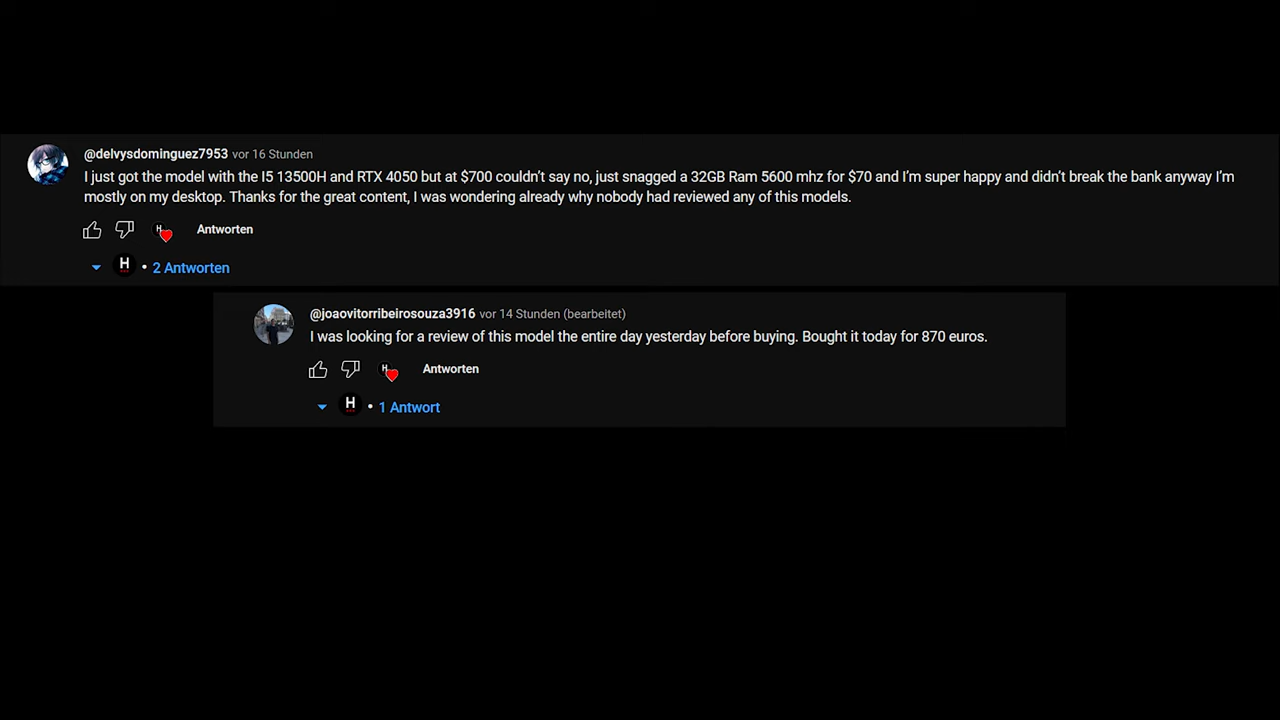 @delvysdominguez7953 vor 16 Stunden
I just got the model with the I5 13500H and RTX 4050 but at $700 couldn't say no, just snagged a 32GB Ram 5600 mhz for $70 and I'm super happy and didn't break the bank anyway I'm
mostly on my desktop. Thanks for the great content, I was wondering already why nobody had reviewed any of this models.
H Antworten
H • 2 Antworten
@joaovitorribeirosouza3916 vor 14 Stunden (bearbeitet)
I was looking for a review of this model the entire day yesterday before buying. Bought it today for 870 euros.
H Antworten
H • 1 Antwort